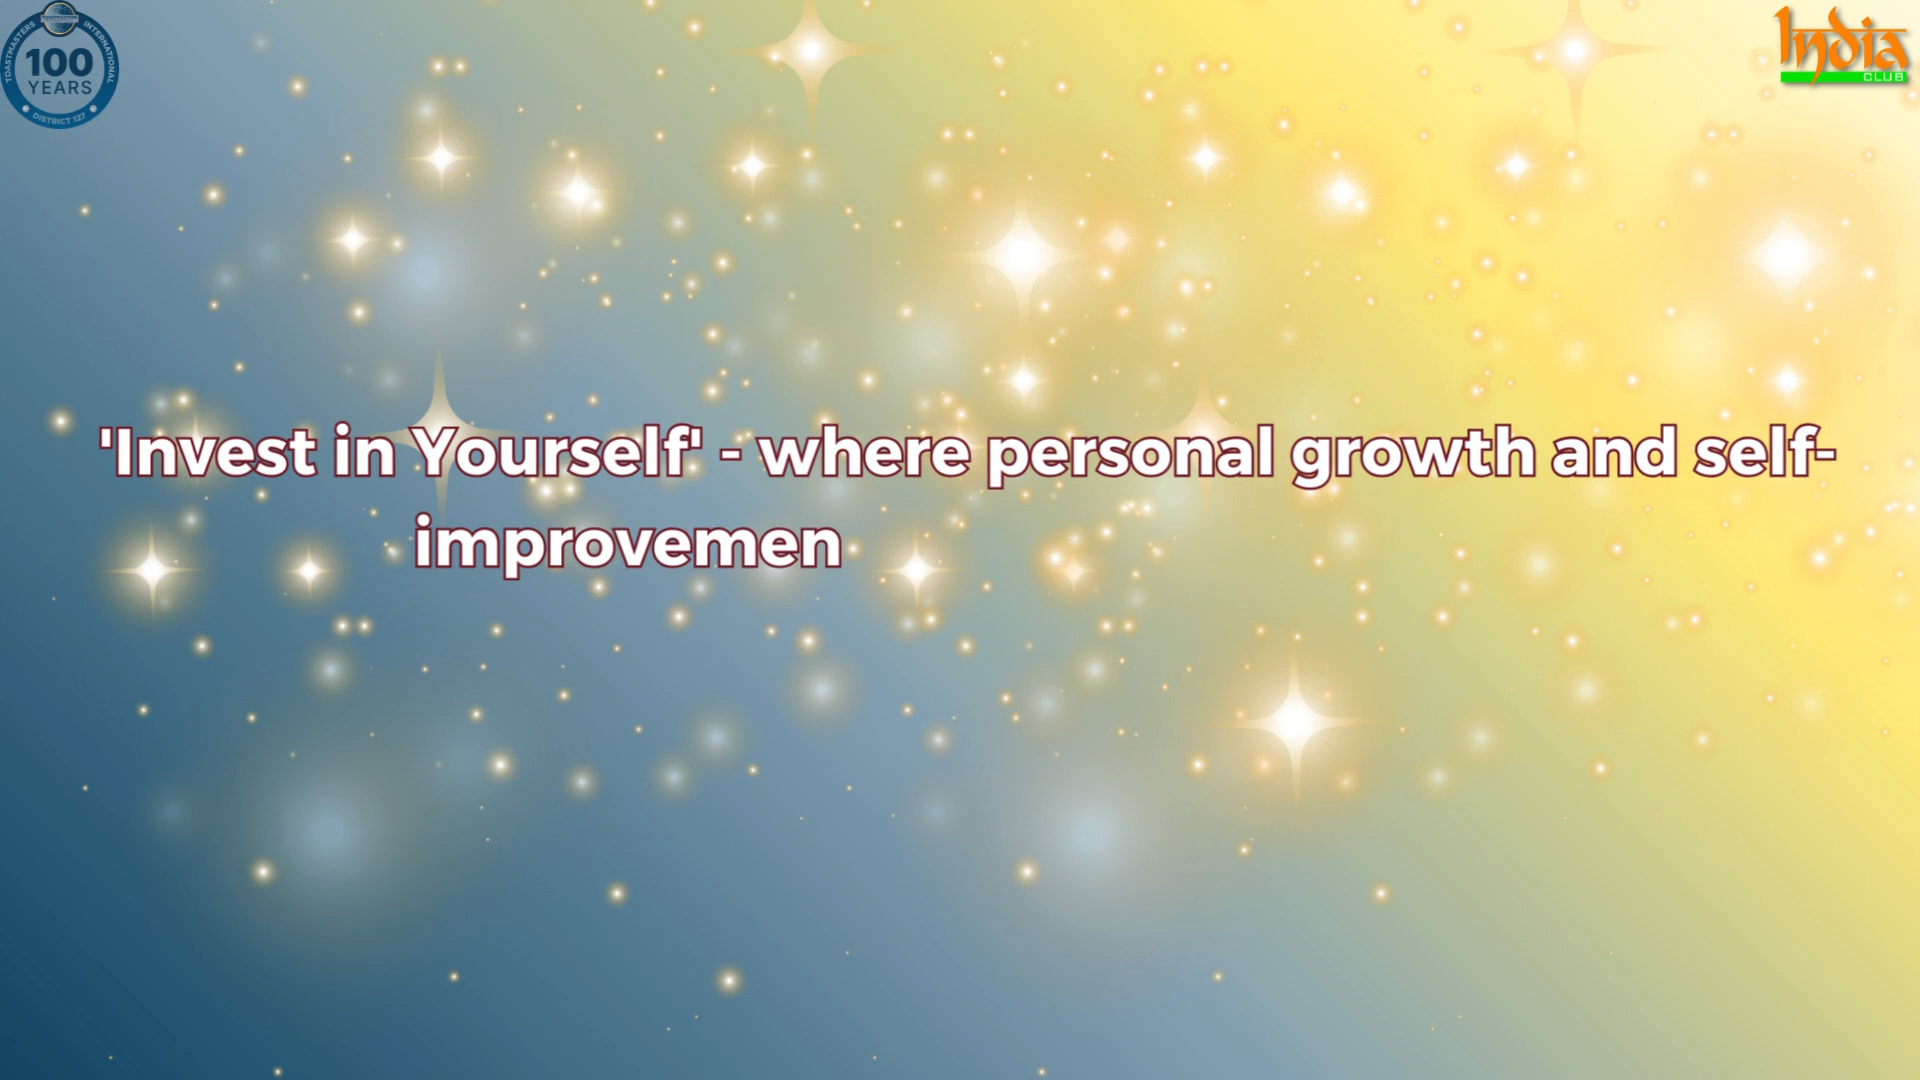 TOASTMASTERS INTERNATIONAL
100
YEARS
DISTRICT 127
India
CLUB
'Invest in Yourself' - where personal growth and self-
improvemen